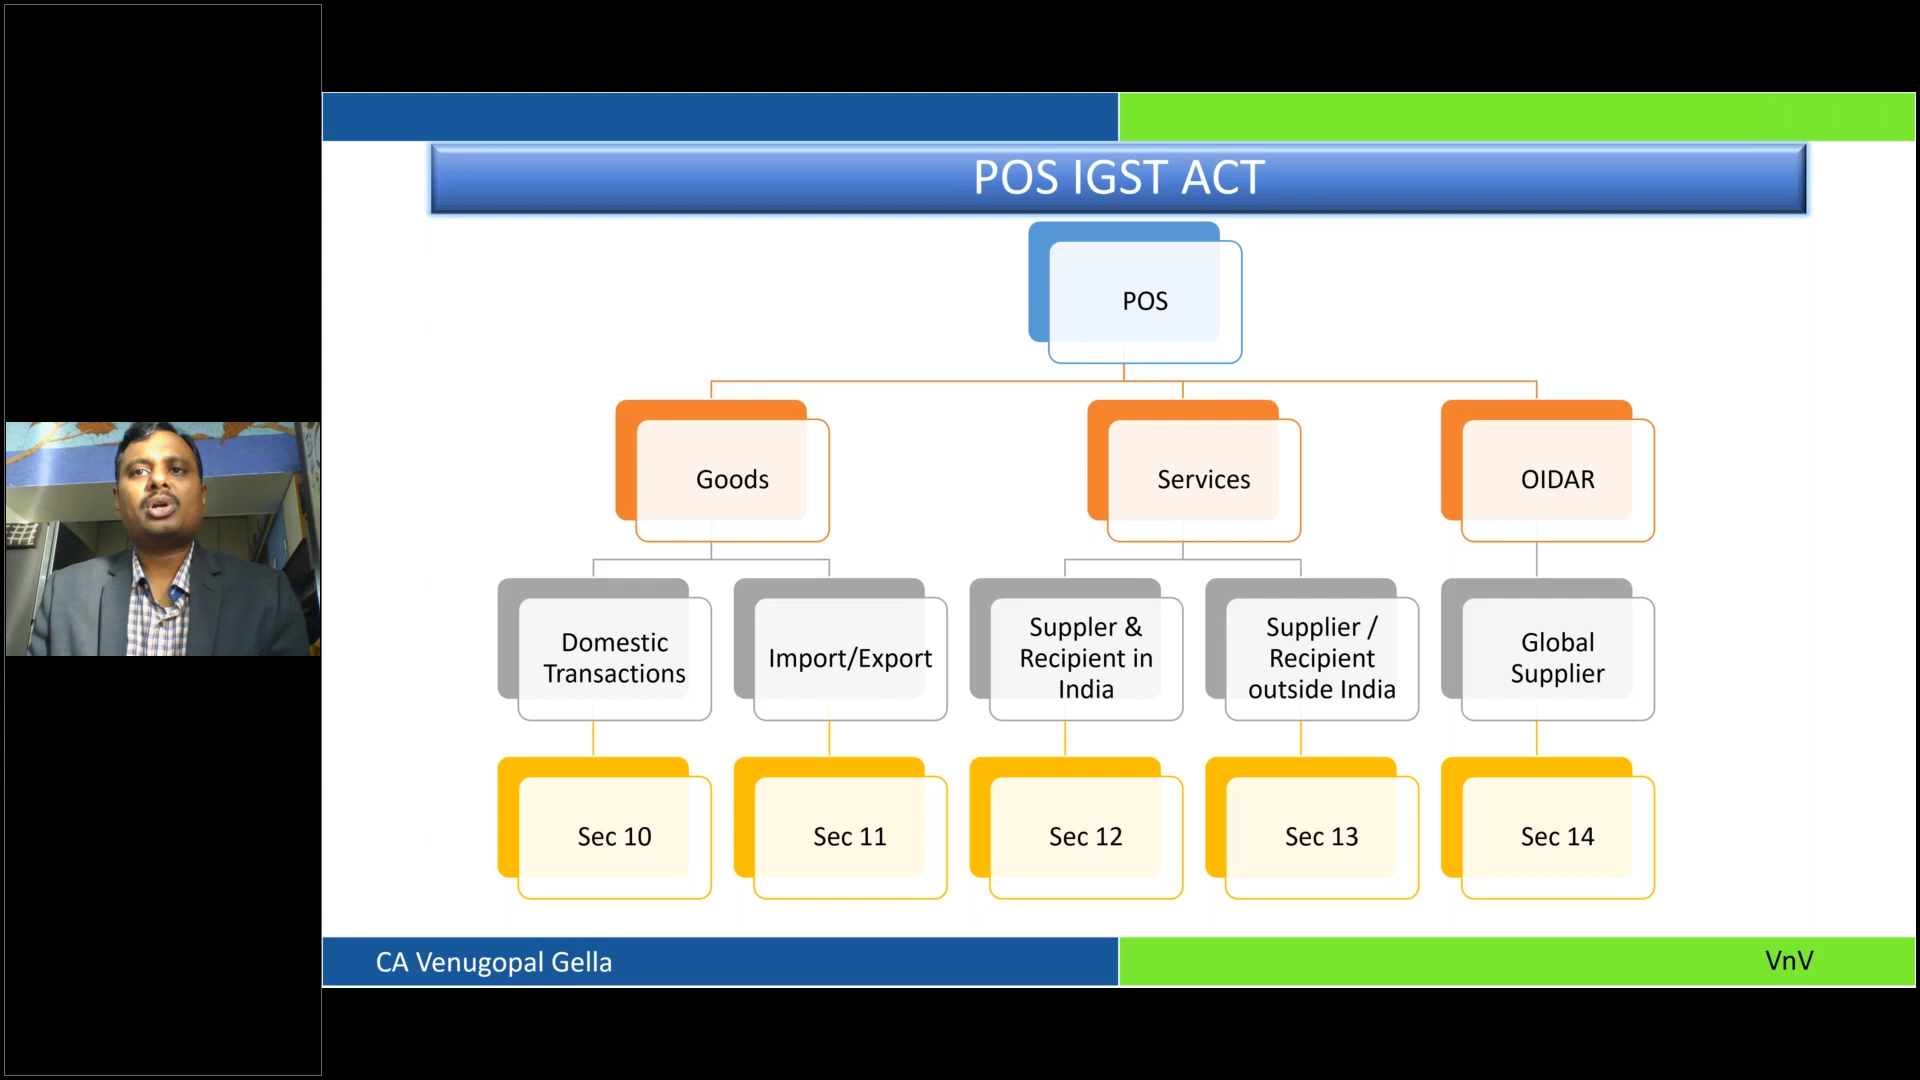 POS IGST ACT
POS
Goods
Services
OIDAR
Domestic
Transactions
Import/Export
Suppler &
Recipient in
India
Supplier /
Recipient
outside India
Global
Supplier
Sec 10
Sec 11
Sec 12
Sec 13
Sec 14
CA Venugopal Gella
VnV